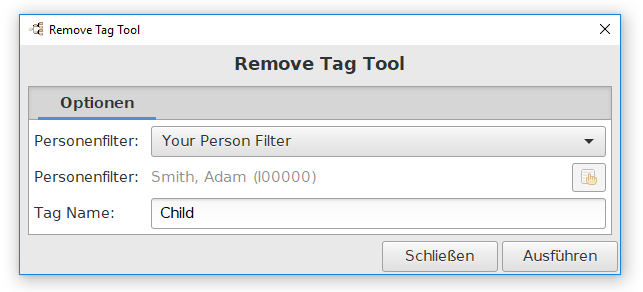 Remove Tag Tool
Remove Tag Tool
Optionen
Personenfilter: Your Person Filter
Personenfilter: Smith, Adam (I00000)
Tag Name: Child
Schließen Ausführen